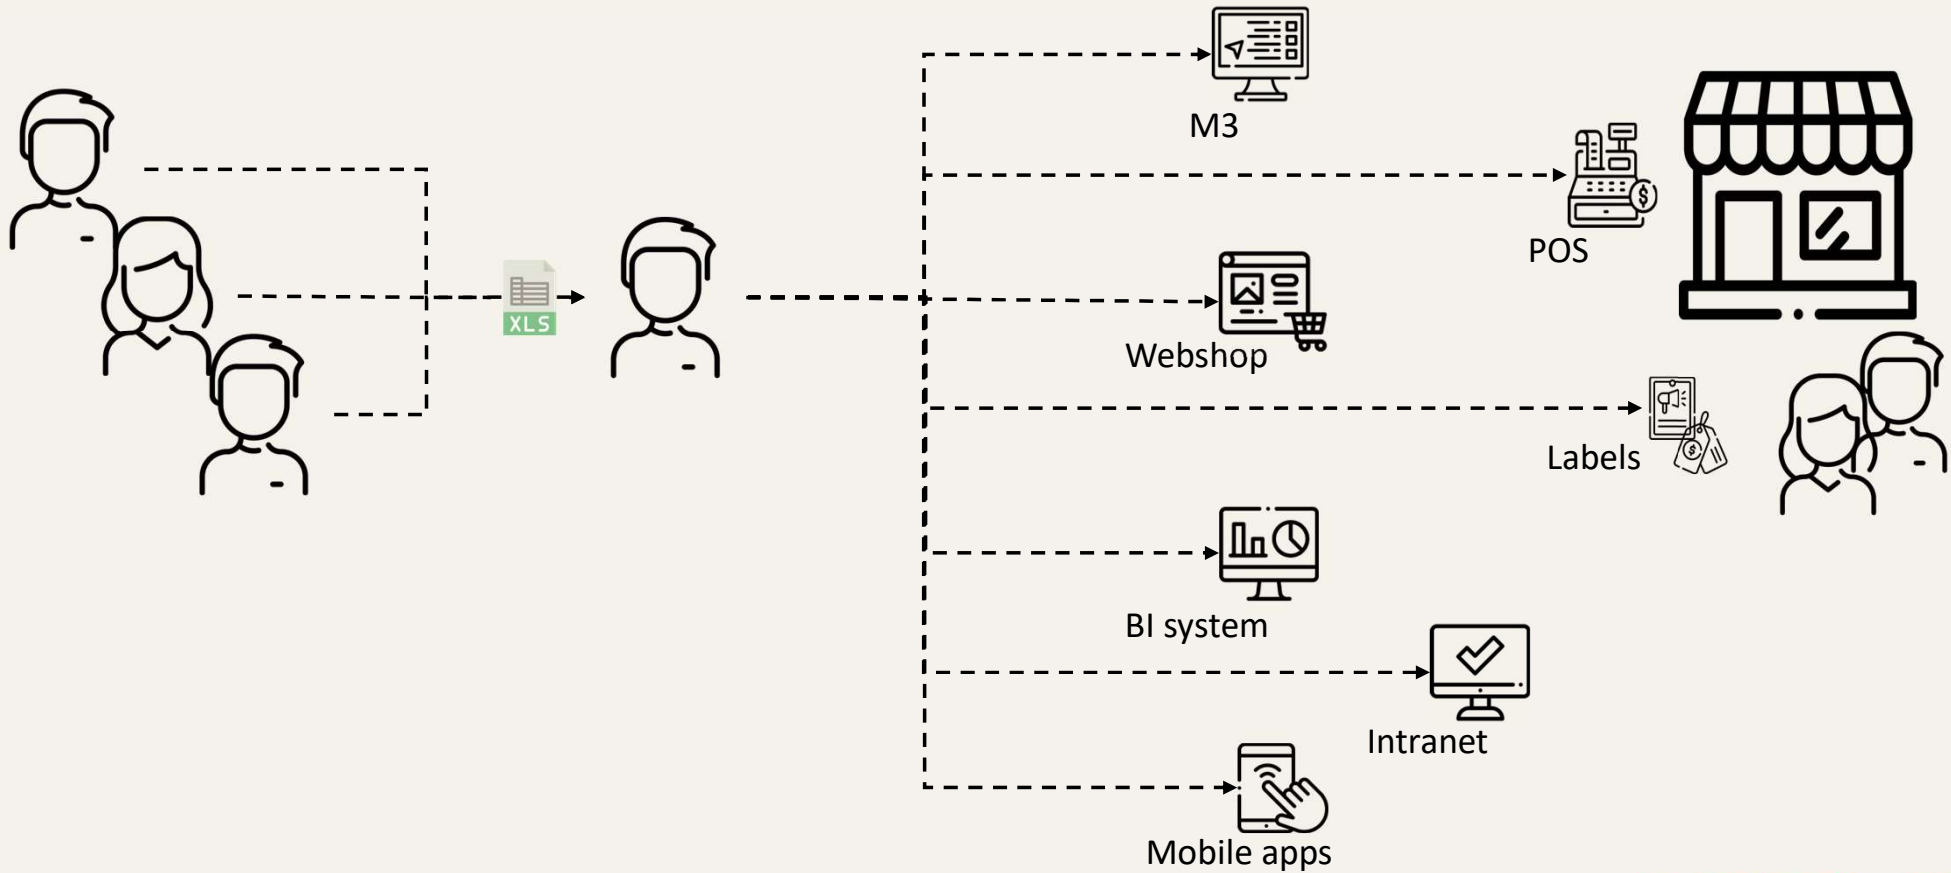 M3
POS
XLS
Webshop
Labels
BI system
Intranet
Mobile apps